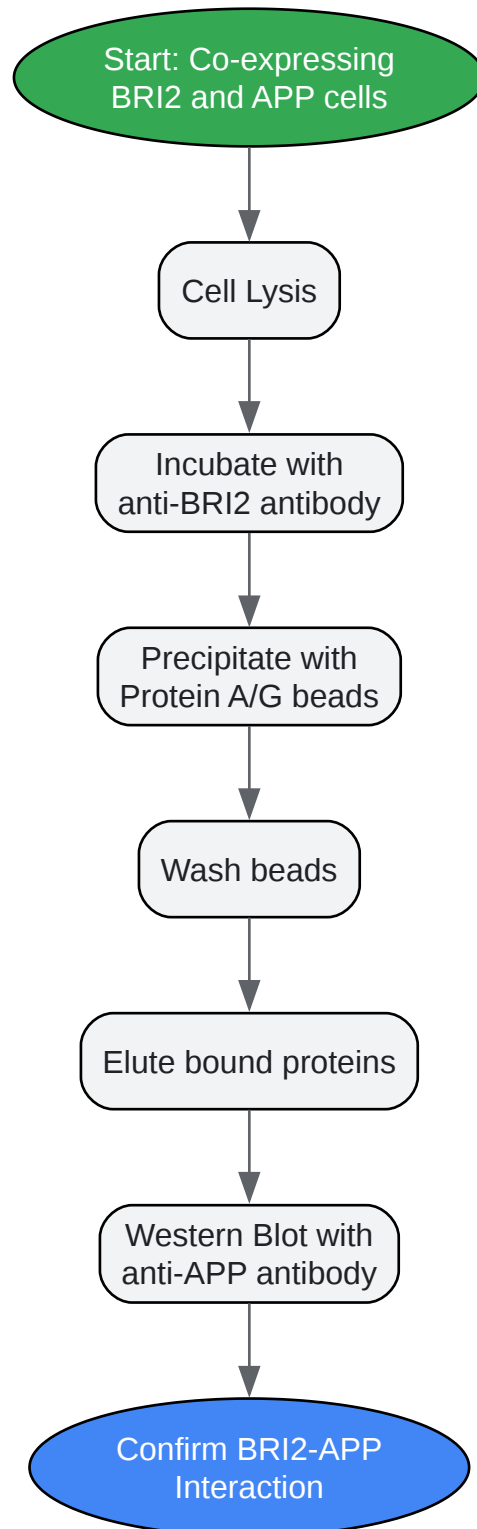 Start: Co-expressing
BRI2 and APP cells
Cell Lysis
Incubate with
anti-BRI2 antibody
Precipitate with
Protein A/G beads
Wash beads
Elute bound proteins
Western Blot with
anti-APP antibody
Confirm BRI2-APP
Interaction